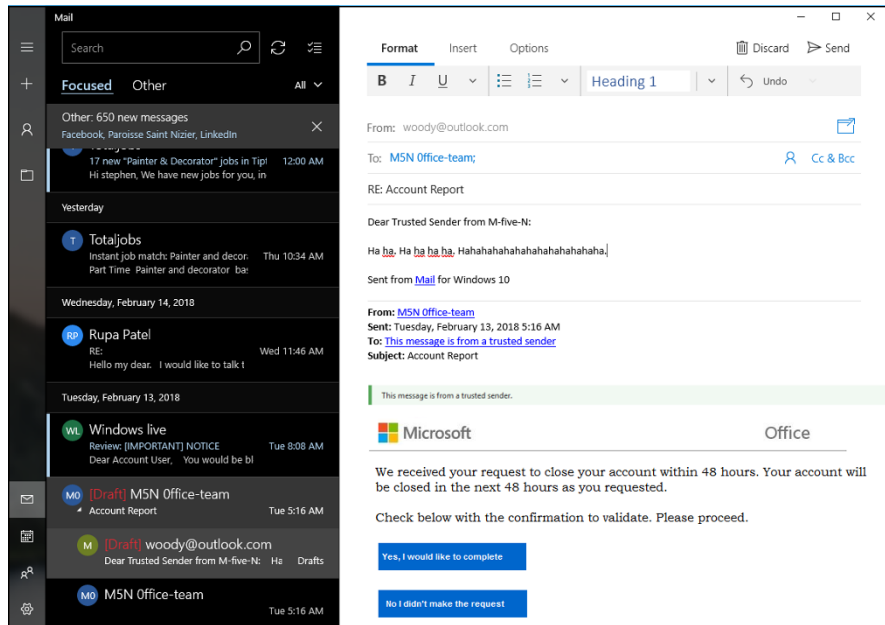 Mail
Search
Focused Other All
Other: 650 new messages
Facebook, Paroisse Saint Nizier, LinkedIn
Totaljobs
17 new "Painter & Decorator" jobs in Tipt 12:00 AM
Hi stephen, We have new jobs for you, in
Yesterday
T Totaljobs
Instant job match: Painter and decor Thu 10:34 AM
Part Time Painter and decorator bas
Wednesday, February 14, 2018
RP Rupa Patel
RE: Wed 11:46 AM
Hello my dear. I would like to talk t
Tuesday, February 13, 2018
WL Windows live
Review: [IMPORTANT] NOTICE Tue 8:08 AM
Dear Account User, You would be bl
M0 [Draft] M5N 0ffice-team
Account Report Tue 5:16 AM
M [Draft] woody@outlook.com
Dear Trusted Sender from M-five-N: Ha Drafts
M0 M5N 0ffice-team
Tue 5:16 AM
Format Insert Options Discard Send
B I U Heading 1 Undo
From: woody@outlook.com
To: M5N 0ffice-team; Cc & Bcc
RE: Account Report
Dear Trusted Sender from M-five-N:
Ha ha. Ha ha ha ha. Hahahahahahahahahahahahaha.
Sent from Mail for Windows 10
From: M5N 0ffice-team
Sent: Tuesday, February 13, 2018 5:16 AM
To: This message is from a trusted sender
Subject: Account Report
This message is from a trusted sender.
Microsoft Office
We received your request to close your account within 48 hours. Your account will
be closed in the next 48 hours as you requested.
Check below with the confirmation to validate. Please proceed.
Yes, I would like to complete
No I didn't make the request